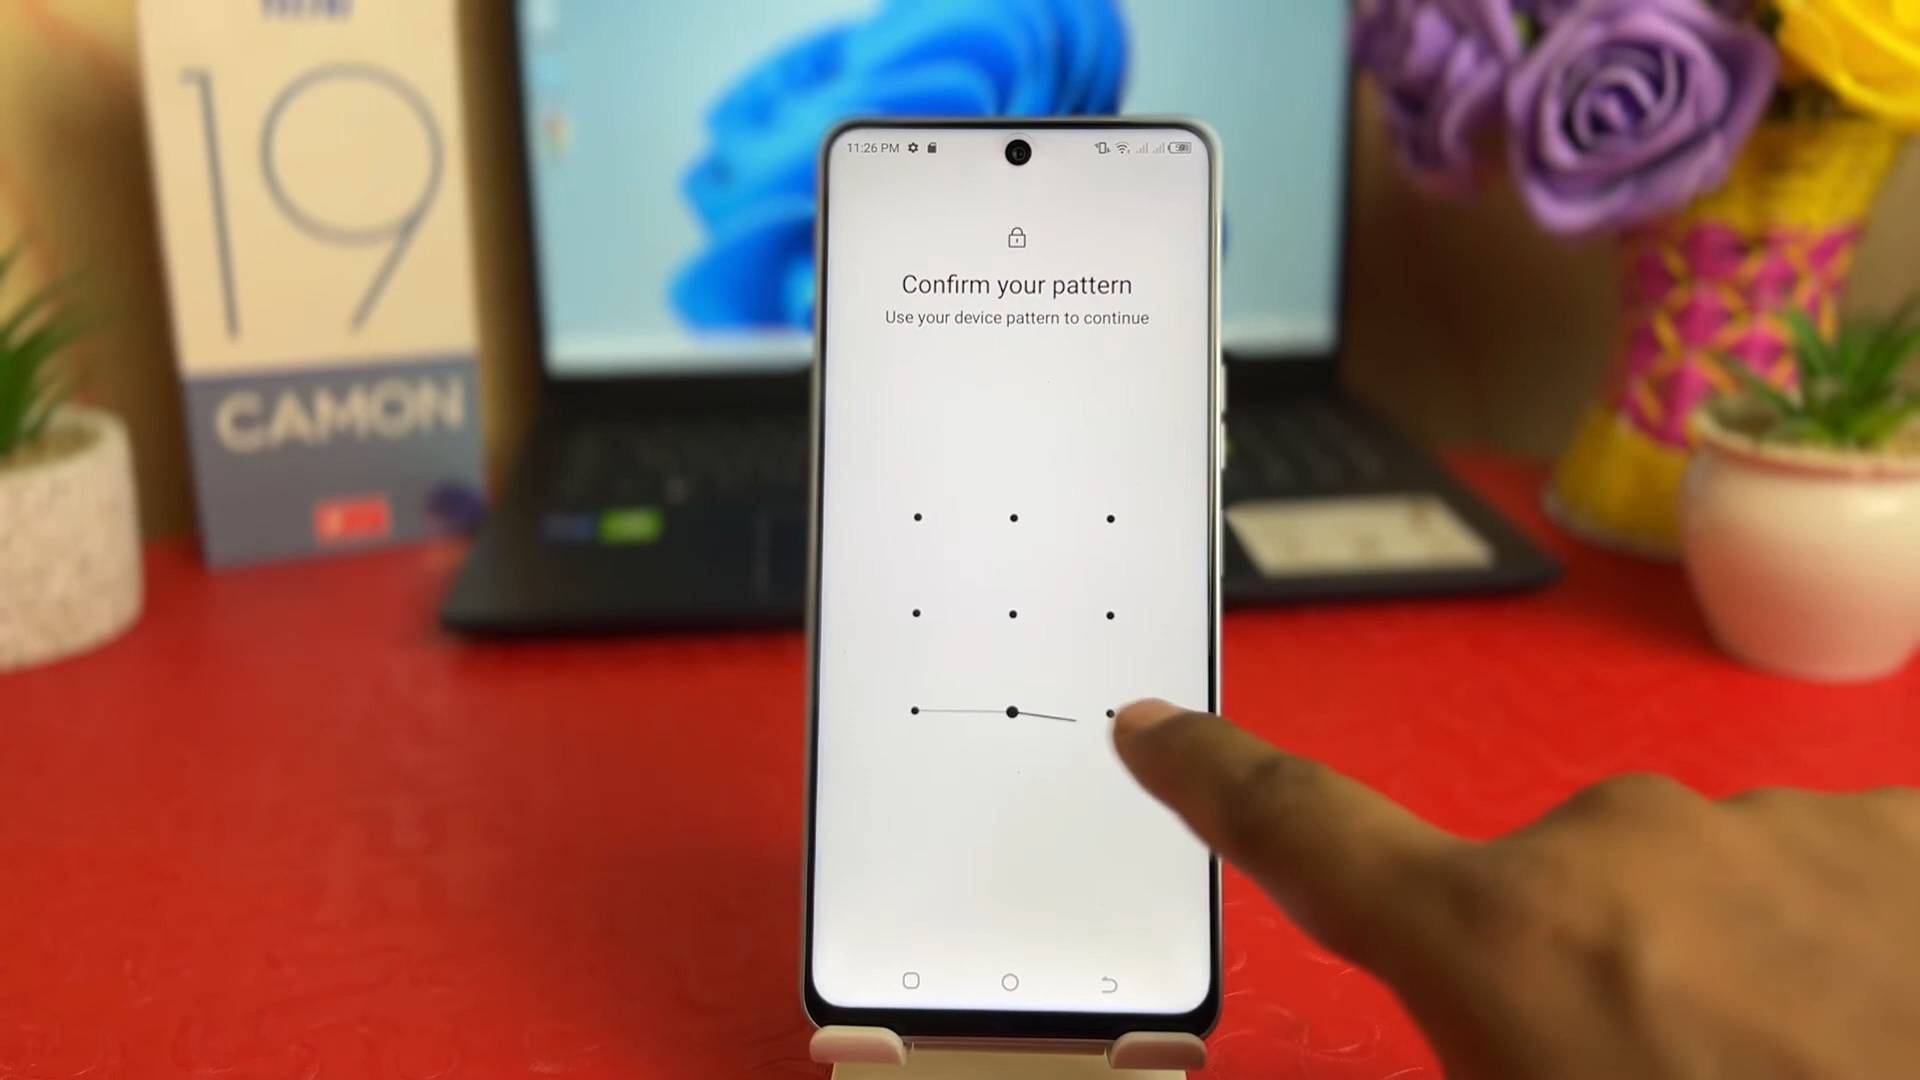 19
CAMON
11:26 PM
Confirm your pattern
Use your device pattern to continue